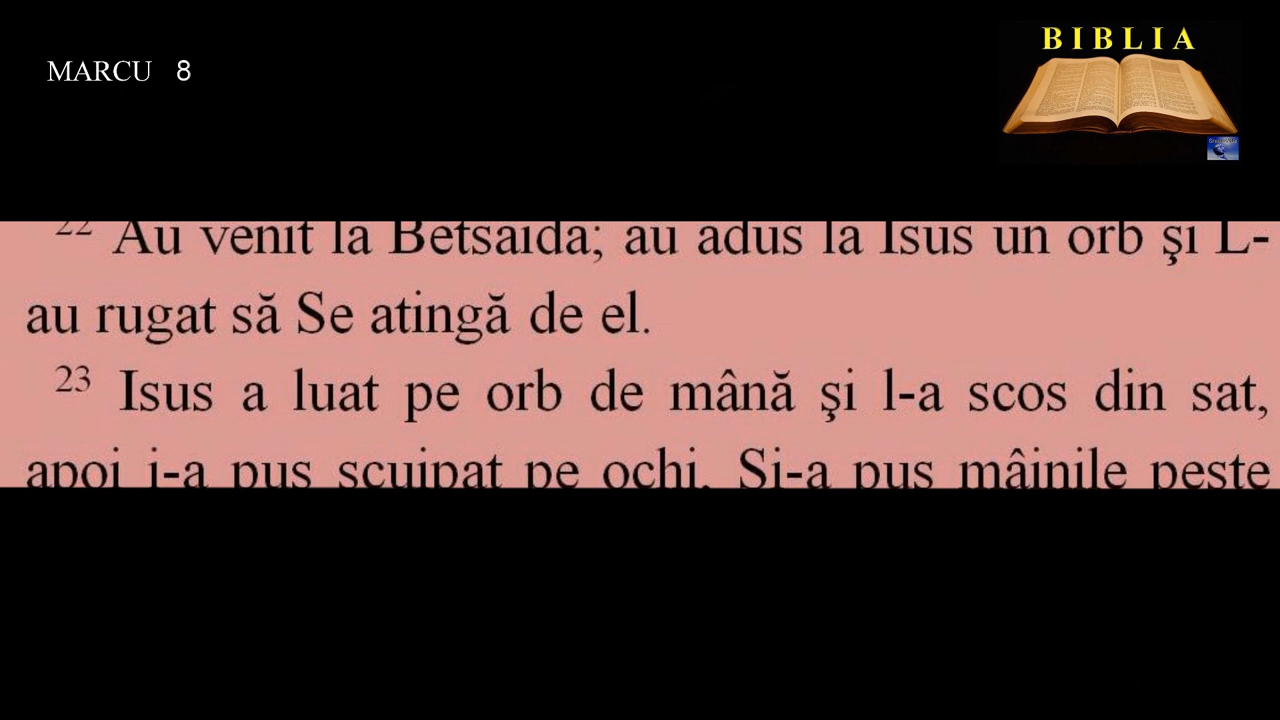 BIBLIA
MARCU 8
22 Au venit la Betsaida; au adus la Isus un orb şi L-
au rugat să Se atingă de el.
23 Isus a luat pe orb de mână şi l-a scos din sat,
apoi i-a pus scuipat pe ochi, Şi-a pus mâinile peste